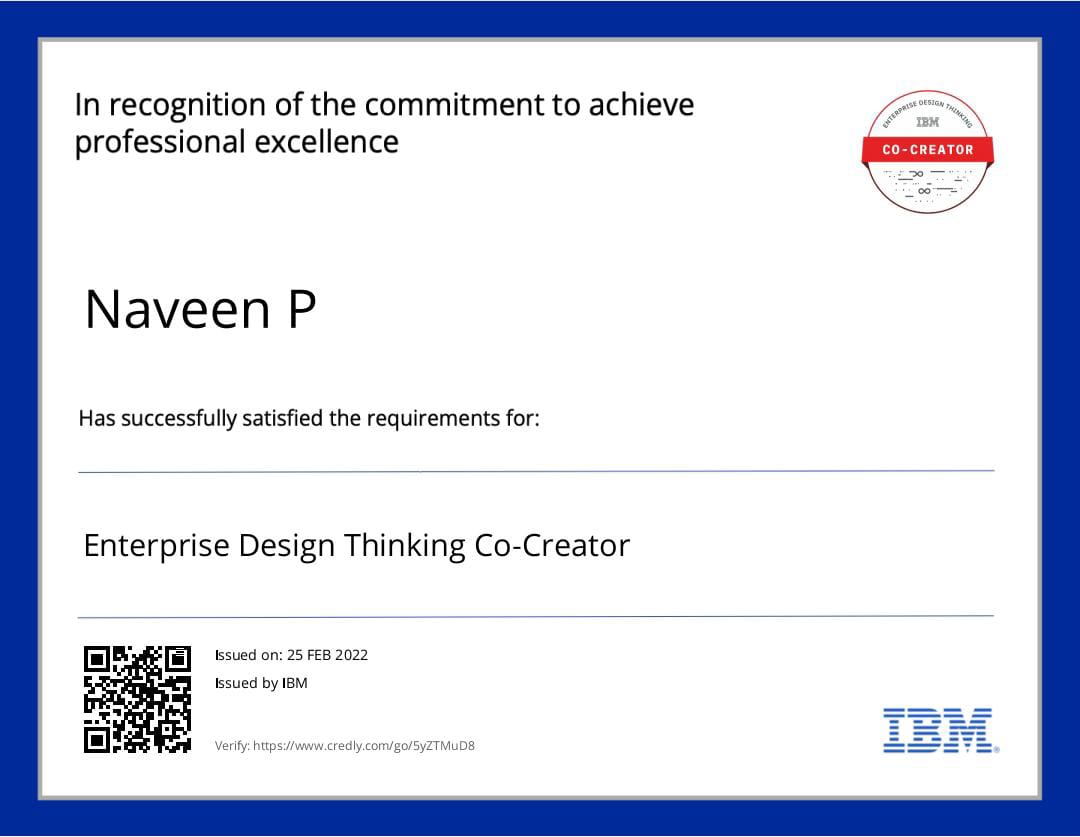 In recognition of the commitment to achieve
professional excellence
ENTERPRISE DESIGN THINKING
IBM
CO-CREATOR
Naveen P
Has successfully satisfied the requirements for:
Enterprise Design Thinking Co-Creator
Issued on: 25 FEB 2022
Issued by IBM
Verify: https://www.credly.com/go/5yZTMuD8
IBM®